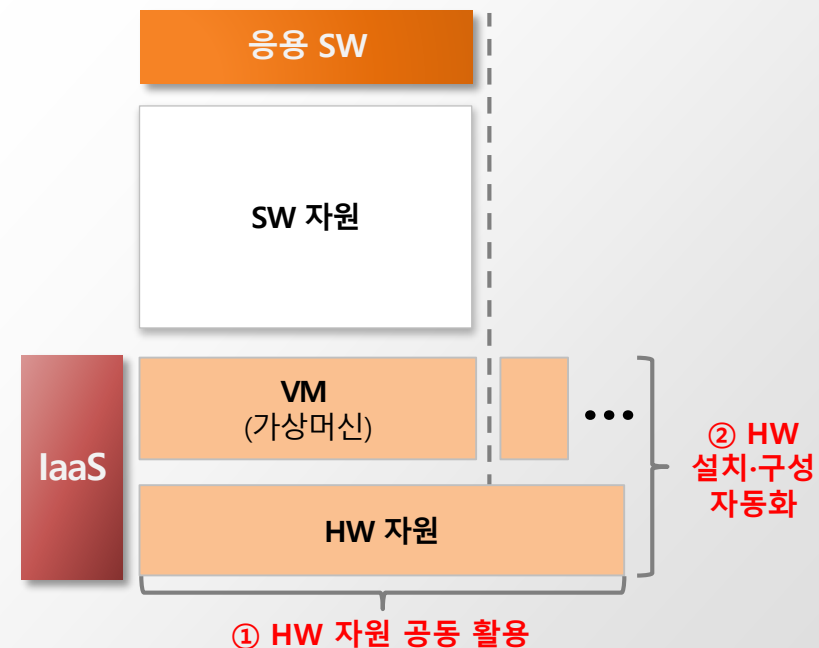 응용 SW
SW 자원
IaaS
VM
(가상머신)
•••
② HW
설치·구성
자동화
HW 자원
① HW 자원 공동 활용